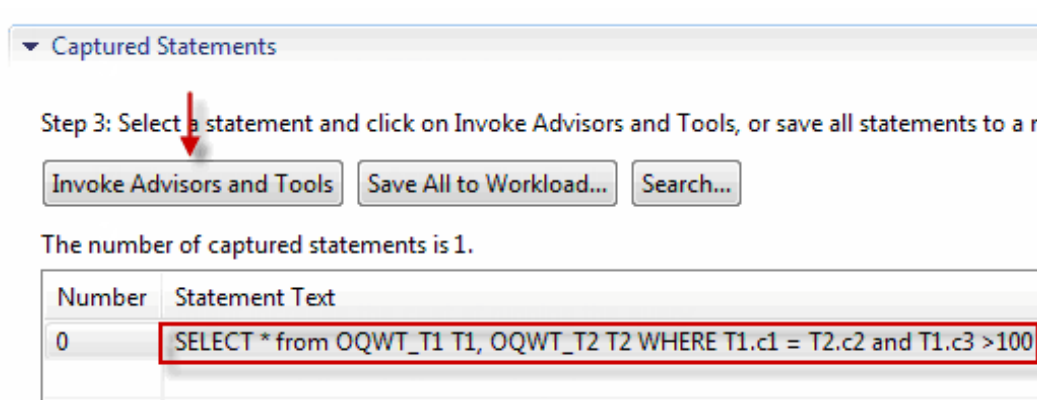 Captured Statements
Step 3: Select a statement and click on Invoke Advisors and Tools, or save all statements to a
Invoke Advisors and Tools Save All to Workload... Search...
The number of captured statements is 1.
Number Statement Text
0 SELECT * from OQWT_T1 T1, OQWT_T2 T2 WHERE T1.c1 = T2.c2 and T1.c3 >100